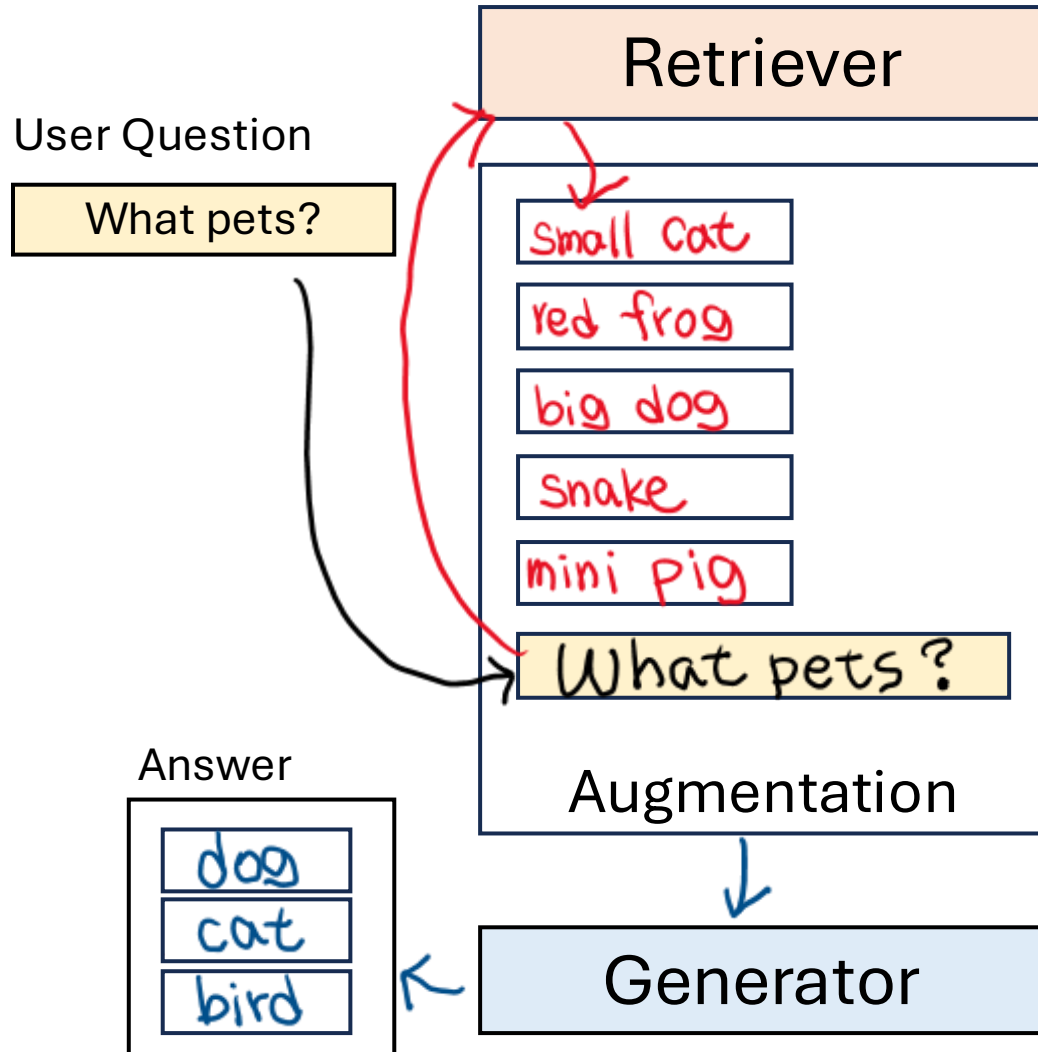 Retriever
User Question
What pets?
small cat
red frog
big dog
snake
mini pig
What pets?
Augmentation
Answer
dog
cat
bird
Generator